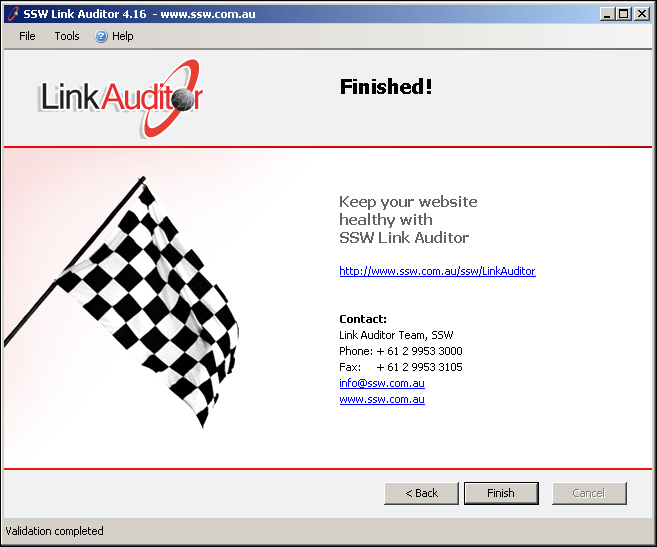 SSW Link Auditor 4.16 - www.ssw.com.au
File Tools ? Help
LinkAuditor
Finished!
Keep your website
healthy with
SSW Link Auditor
http://www.ssw.com.au/ssw/LinkAuditor
Contact:
Link Auditor Team, SSW
Phone: + 61 2 9953 3000
Fax: + 61 2 9953 3105
info@ssw.com.au
www.ssw.com.au
< Back Finish Cancel
Validation completed